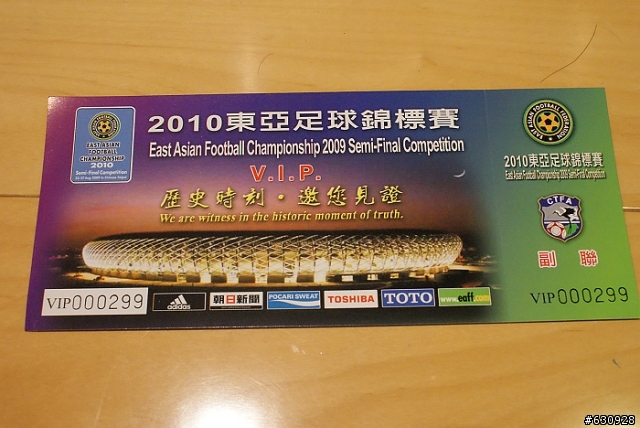 EAST ASIAN
FOOTBALL
CHAMPIONSHIP
2010
Semi-Final Competition
2010東亞足球錦標賽
East Asian Football Championship 2009 Semi-Final Competition
V.I.P.
歷史時刻・邀您見證
We are witness in the historic moment of truth.
VIP000299
adidas
朝日新聞
POCARI SWEAT
TOSHIBA
TOTO
www.eaff.com
EAST ASIAN FOOTBALL FEDERATION
2010東亞足球錦標賽
East Asian Football Championship 2009 Semi-Final Competition
CTFA
副聯
VIP000299
#630928